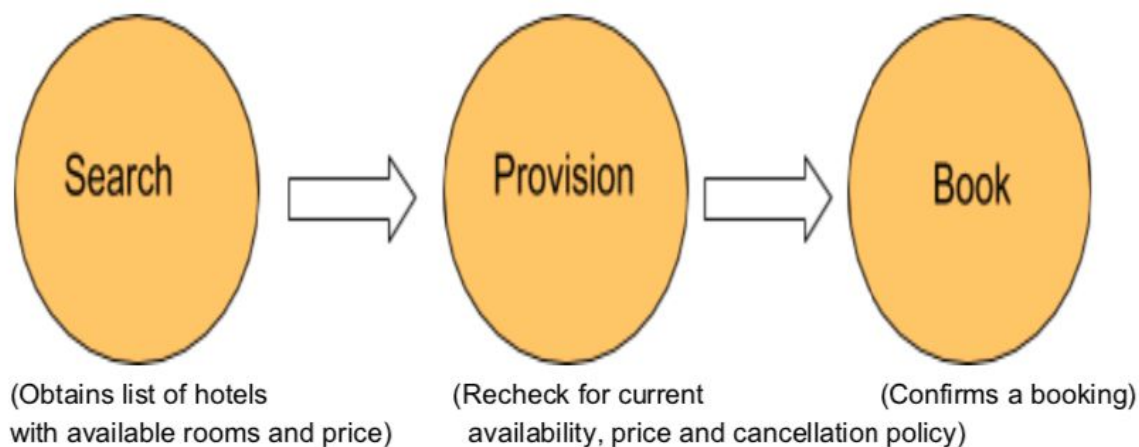 Search
Provision
Book
(Obtains list of hotels
with available rooms and price)
(Recheck for current
availability, price and cancellation policy)
(Confirms a booking)